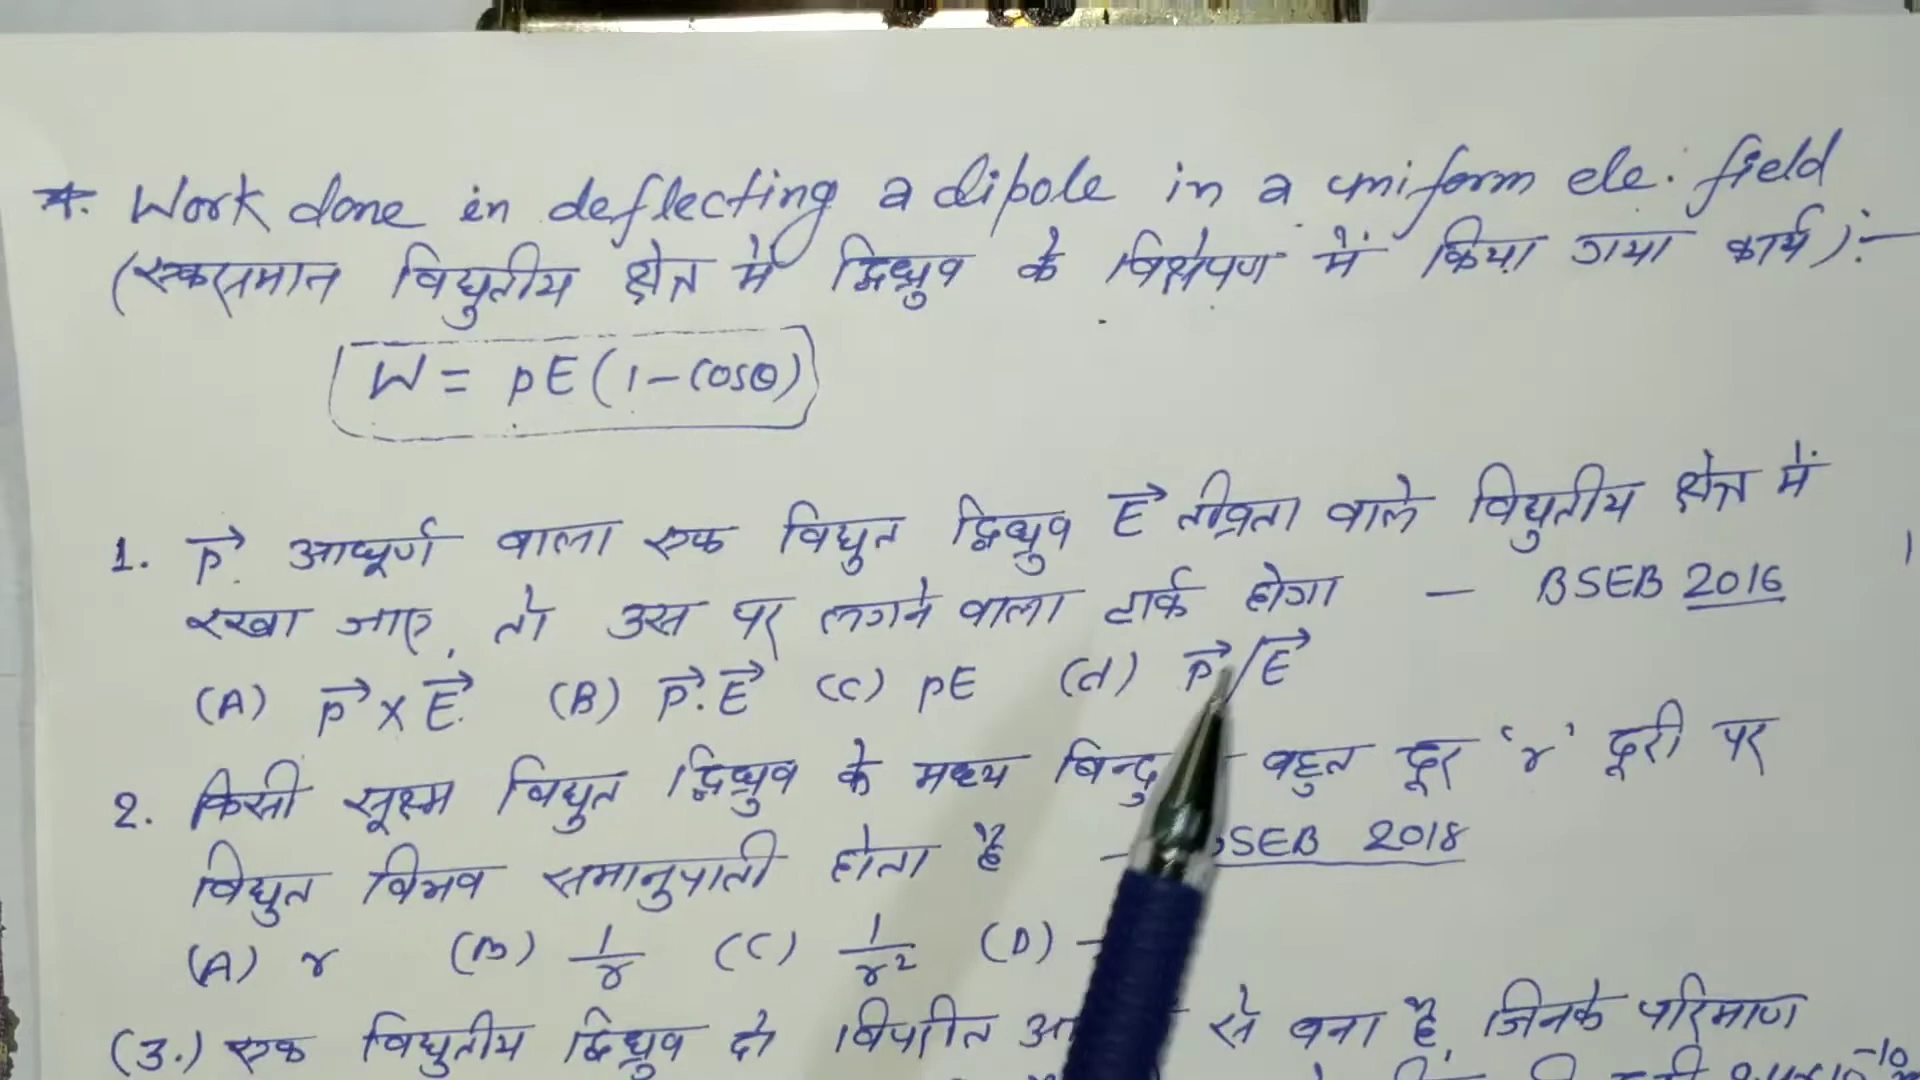 *. Work done in deflecting a dipole in a uniform ele. field
(एकसमान विद्युतीय क्षेत्र में द्विध्रुव के विक्षेपण में किया गया कार्य):—
W = pE(1-cosθ)
1. p⃗ आघूर्ण वाला एक विद्युत द्विध्रुव E⃗ तीव्रता वाले विद्युतीय क्षेत्र में
रखा जाए, तो उस पर लगने वाला टार्क होगा — BSEB 2016
(A) p⃗ × E⃗ (B) p⃗.E⃗ (C) pE (d) p⃗/E⃗
2. किसी सूक्ष्म विद्युत द्विध्रुव के मध्य बिन्दु बहुत दूर 'r' दूरी पर
विद्युत विभव समानुपाती होता है — SEB 2018
(A) r (B) 1/r (C) 1/r² (D)
(3.) एक विद्युतीय द्विध्रुव दो विपरीत से बना है, जिनके परिमाण